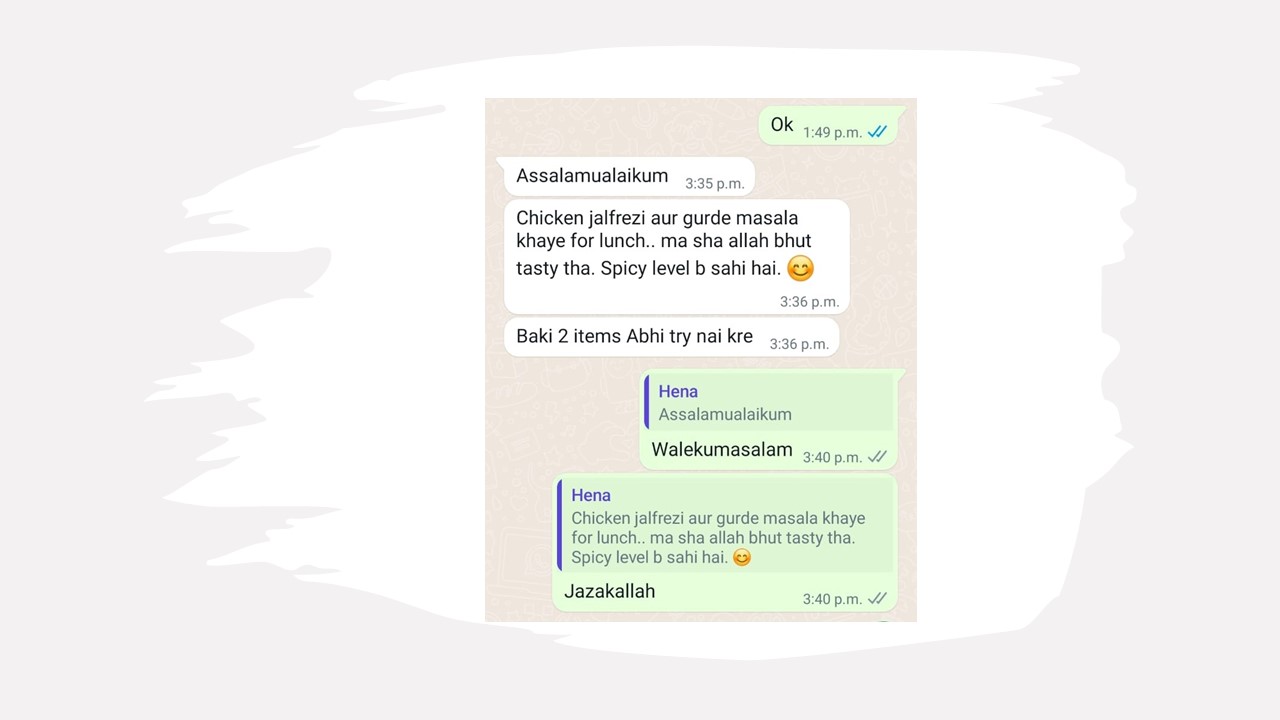 Ok 1:49 p.m.
Assalamualaikum 3:35 p.m.
Chicken jalfrezi aur gurde masala
khaye for lunch.. ma sha allah bhut
tasty tha. Spicy level b sahi hai. 😊
3:36 p.m.
Baki 2 items Abhi try nai kre 3:36 p.m.
Hena
Assalamualaikum
Walekumasalam 3:40 p.m.
Hena
Chicken jalfrezi aur gurde masala khaye
for lunch.. ma sha allah bhut tasty tha.
Spicy level b sahi hai. 😊
Jazakallah 3:40 p.m.